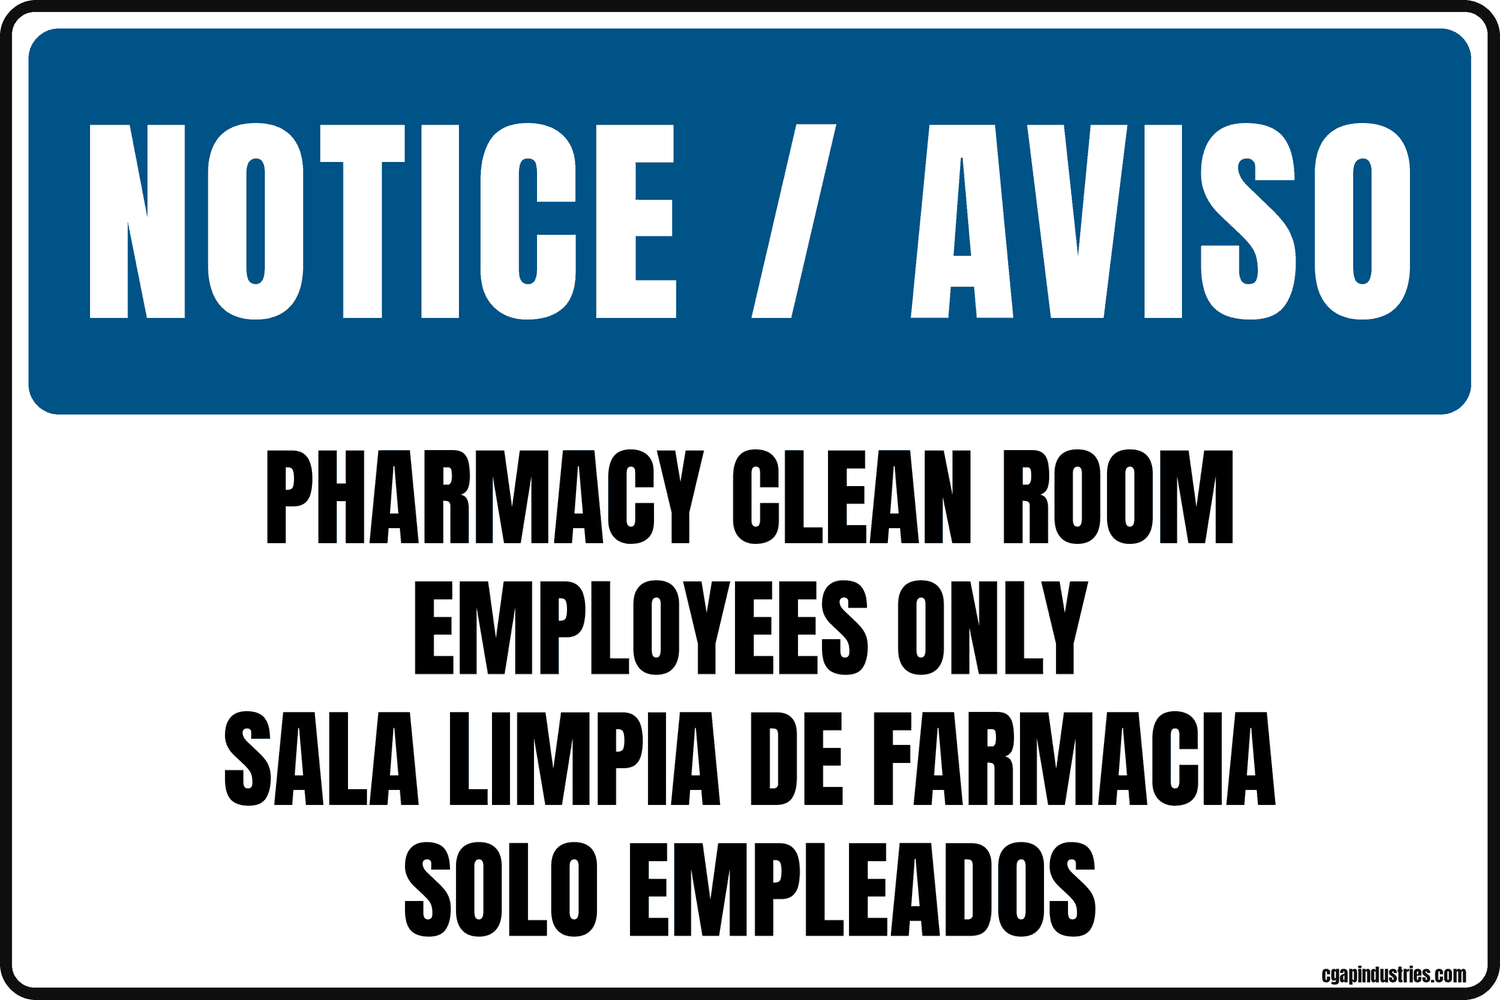 NOTICE / AVISO
PHARMACY CLEAN ROOM
EMPLOYEES ONLY
SALA LIMPIA DE FARMACIA
SOLO EMPLEADOS
cgapindustries.com